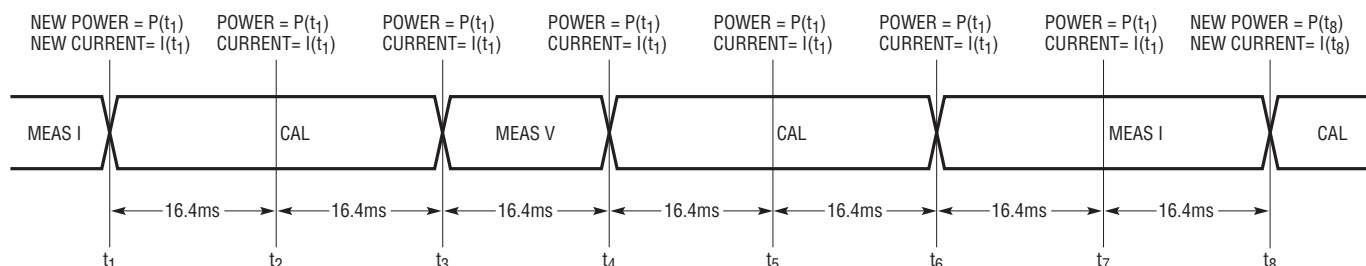 NEW POWER = P(t₁)
NEW CURRENT= I(t₁)
POWER = P(t₁)
CURRENT= I(t₁)
POWER = P(t₁)
CURRENT= I(t₁)
POWER = P(t₁)
CURRENT= I(t₁)
POWER = P(t₁)
CURRENT= I(t₁)
POWER = P(t₁)
CURRENT= I(t₁)
POWER = P(t₁)
CURRENT= I(t₁)
NEW POWER = P(t₈)
NEW CURRENT= I(t₈)
MEAS I
CAL
MEAS V
CAL
MEAS I
CAL
16.4ms
16.4ms
16.4ms
16.4ms
16.4ms
16.4ms
16.4ms
t₁
t₂
t₃
t₄
t₅
t₆
t₇
t₈